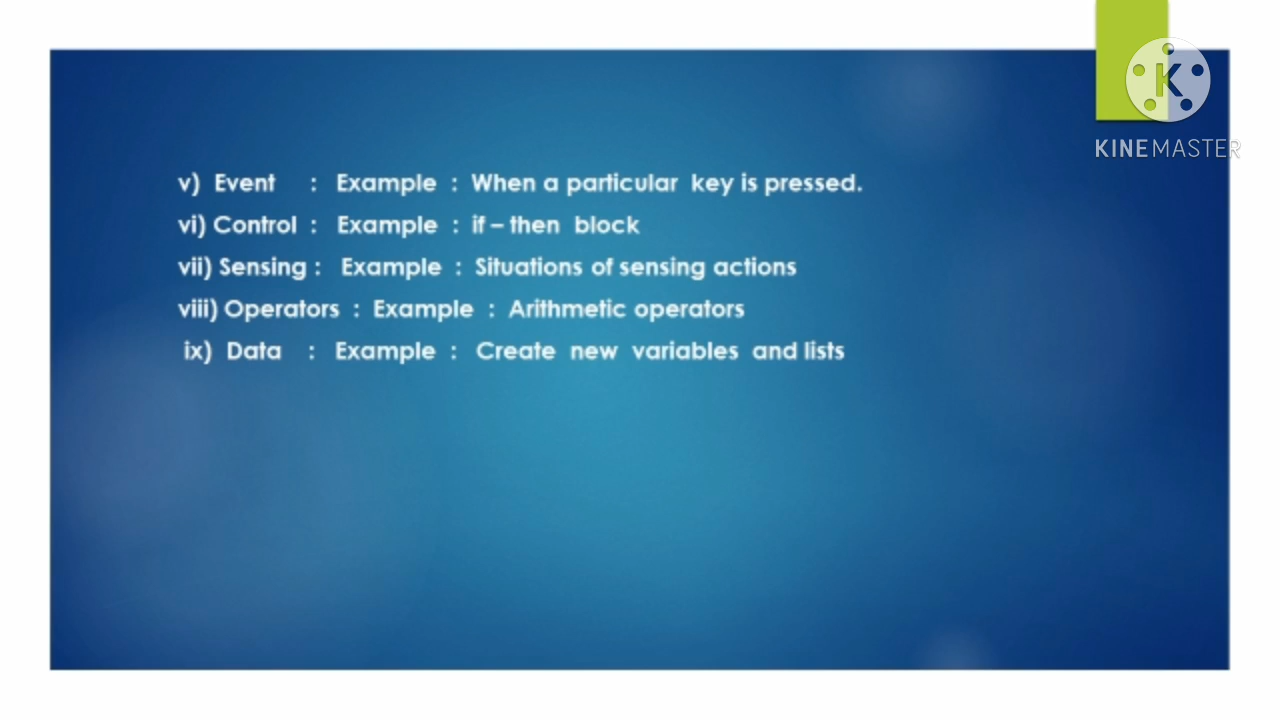 K
KINEMASTER
v) Event : Example : When a particular key is pressed.
vi) Control : Example : if – then block
vii) Sensing : Example : Situations of sensing actions
viii) Operators : Example : Arithmetic operators
ix) Data : Example : Create new variables and lists